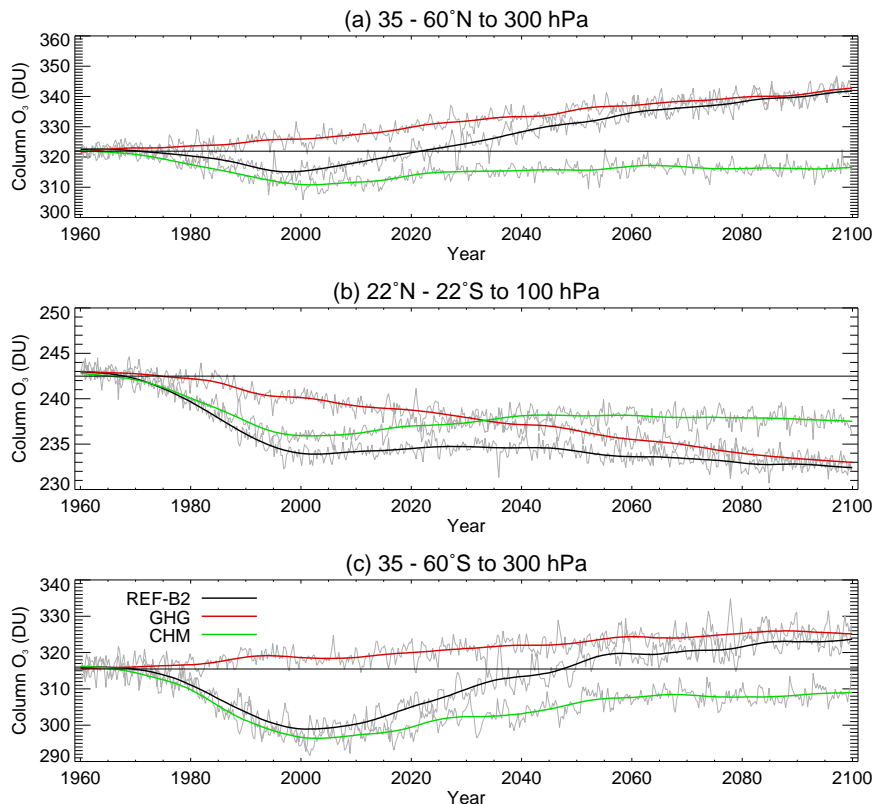 (a) 35 - 60°N to 300 hPa
Column O₃ (DU)
360
350
340
330
320
310
300
1960 1980 2000 2020 2040 2060 2080 2100
Year
(b) 22°N - 22°S to 100 hPa
Column O₃ (DU)
250
245
240
235
230
1960 1980 2000 2020 2040 2060 2080 2100
Year
(c) 35 - 60°S to 300 hPa
Column O₃ (DU)
340
330
320
310
300
290
REF-B2
GHG
CHM
1960 1980 2000 2020 2040 2060 2080 2100
Year